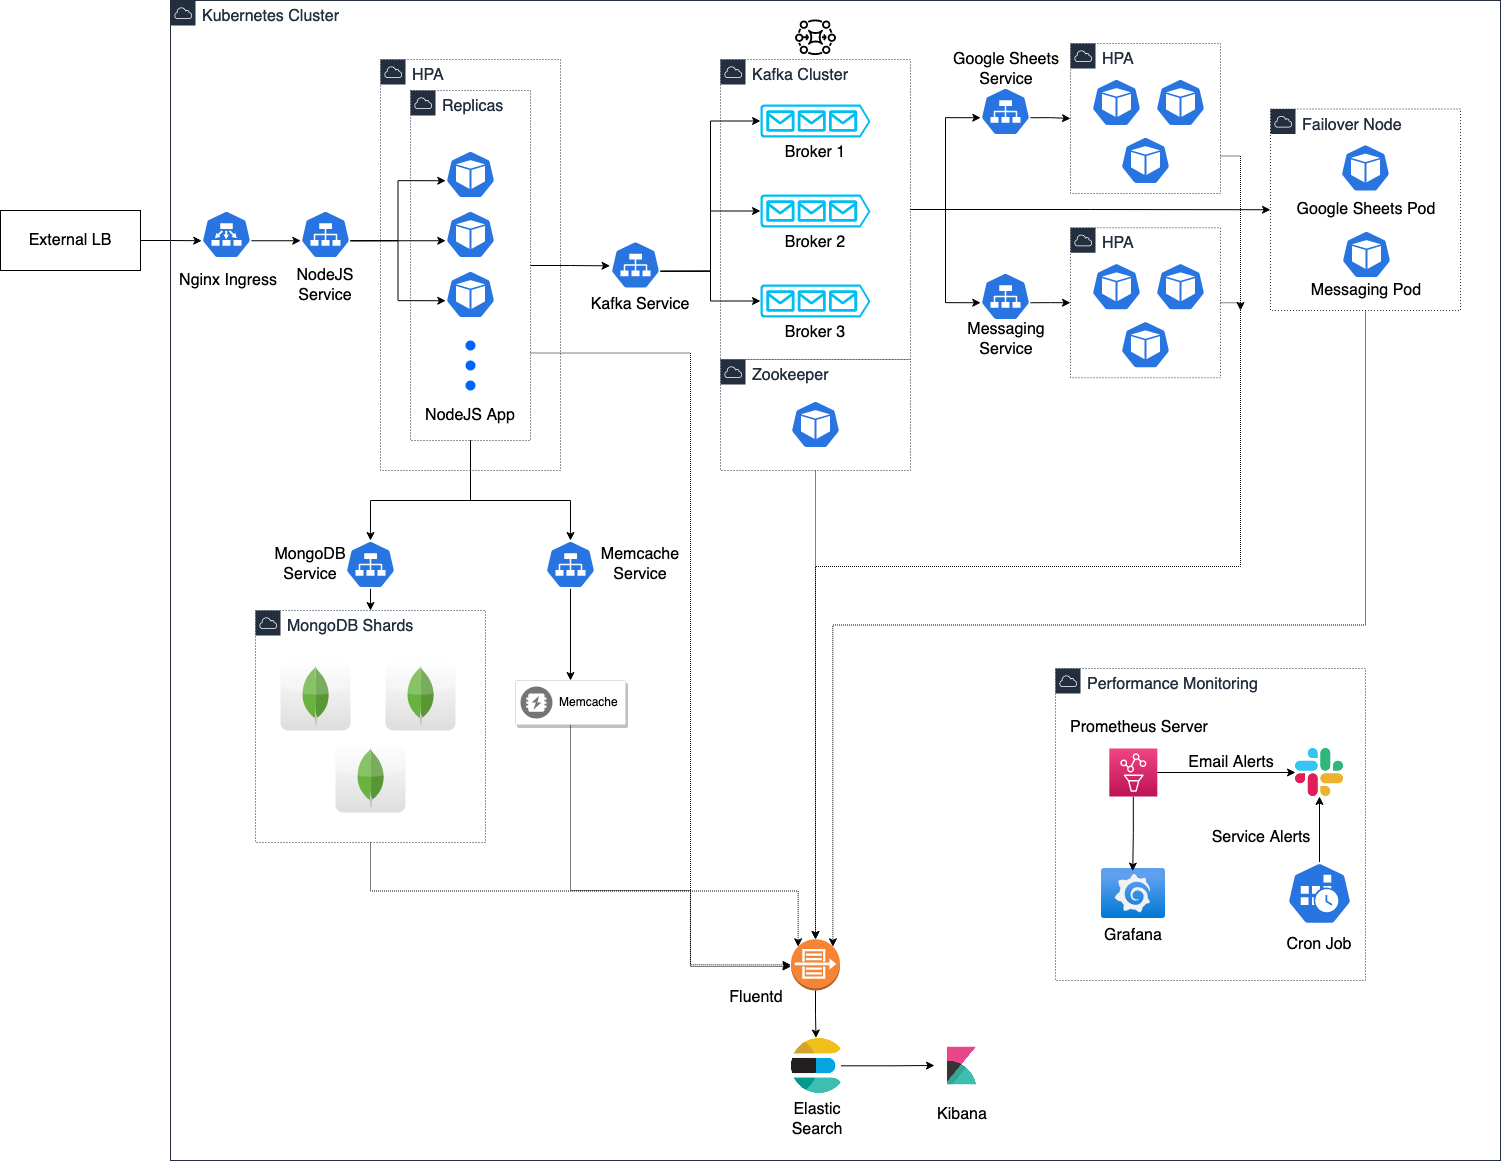 Kubernetes Cluster
HPA
Replicas
NodeJS App
External LB
Nginx Ingress
NodeJS
Service
Kafka Service
Kafka Cluster
Broker 1
Broker 2
Broker 3
Zookeeper
Google Sheets
Service
HPA
Messaging
Service
HPA
Failover Node
Google Sheets Pod
Messaging Pod
MongoDB
Service
Memcache
Service
MongoDB Shards
Memcache
Performance Monitoring
Prometheus Server
Email Alerts
Service Alerts
Grafana
Cron Job
Fluentd
Elastic
Search
Kibana